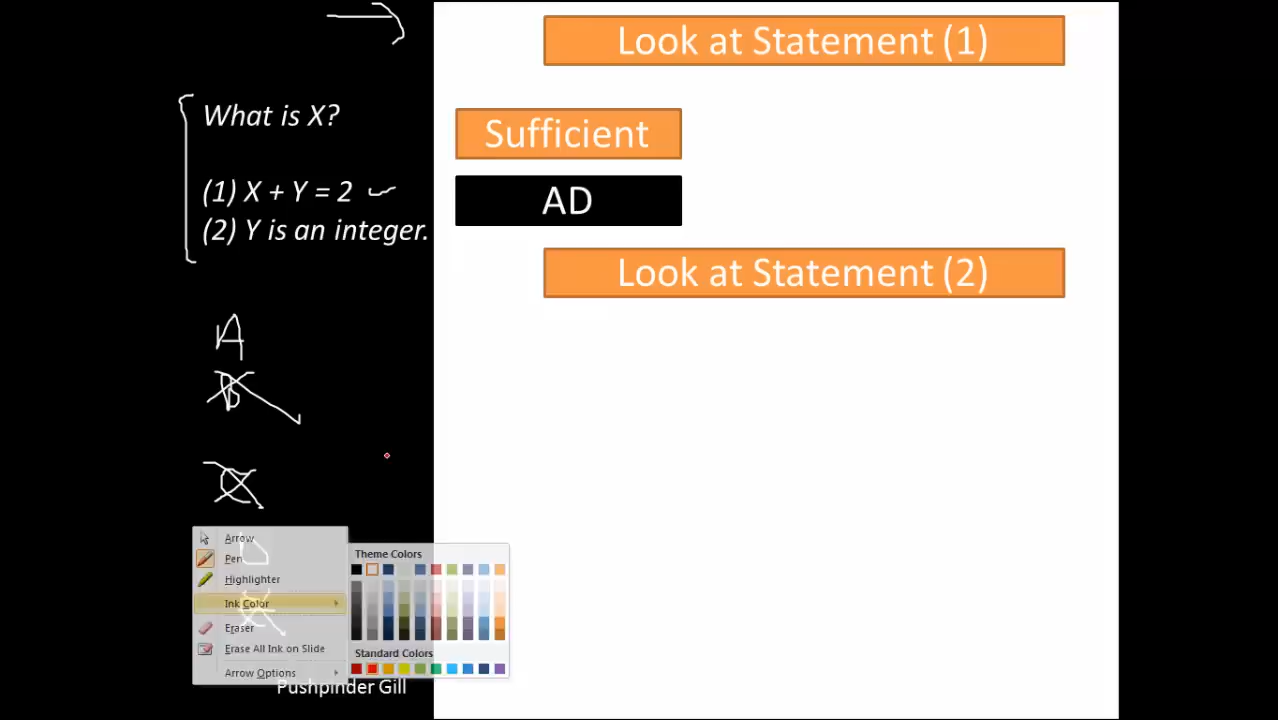 What is X?
(1) X + Y = 2
(2) Y is an integer.
A
B
C
D
E
Arrow
Pen
Highlighter
Ink Color
Eraser
Erase All Ink on Slide
Arrow Options
Theme Colors
Standard Colors
Pushpinder Gill
Look at Statement (1)
Sufficient
AD
Look at Statement (2)